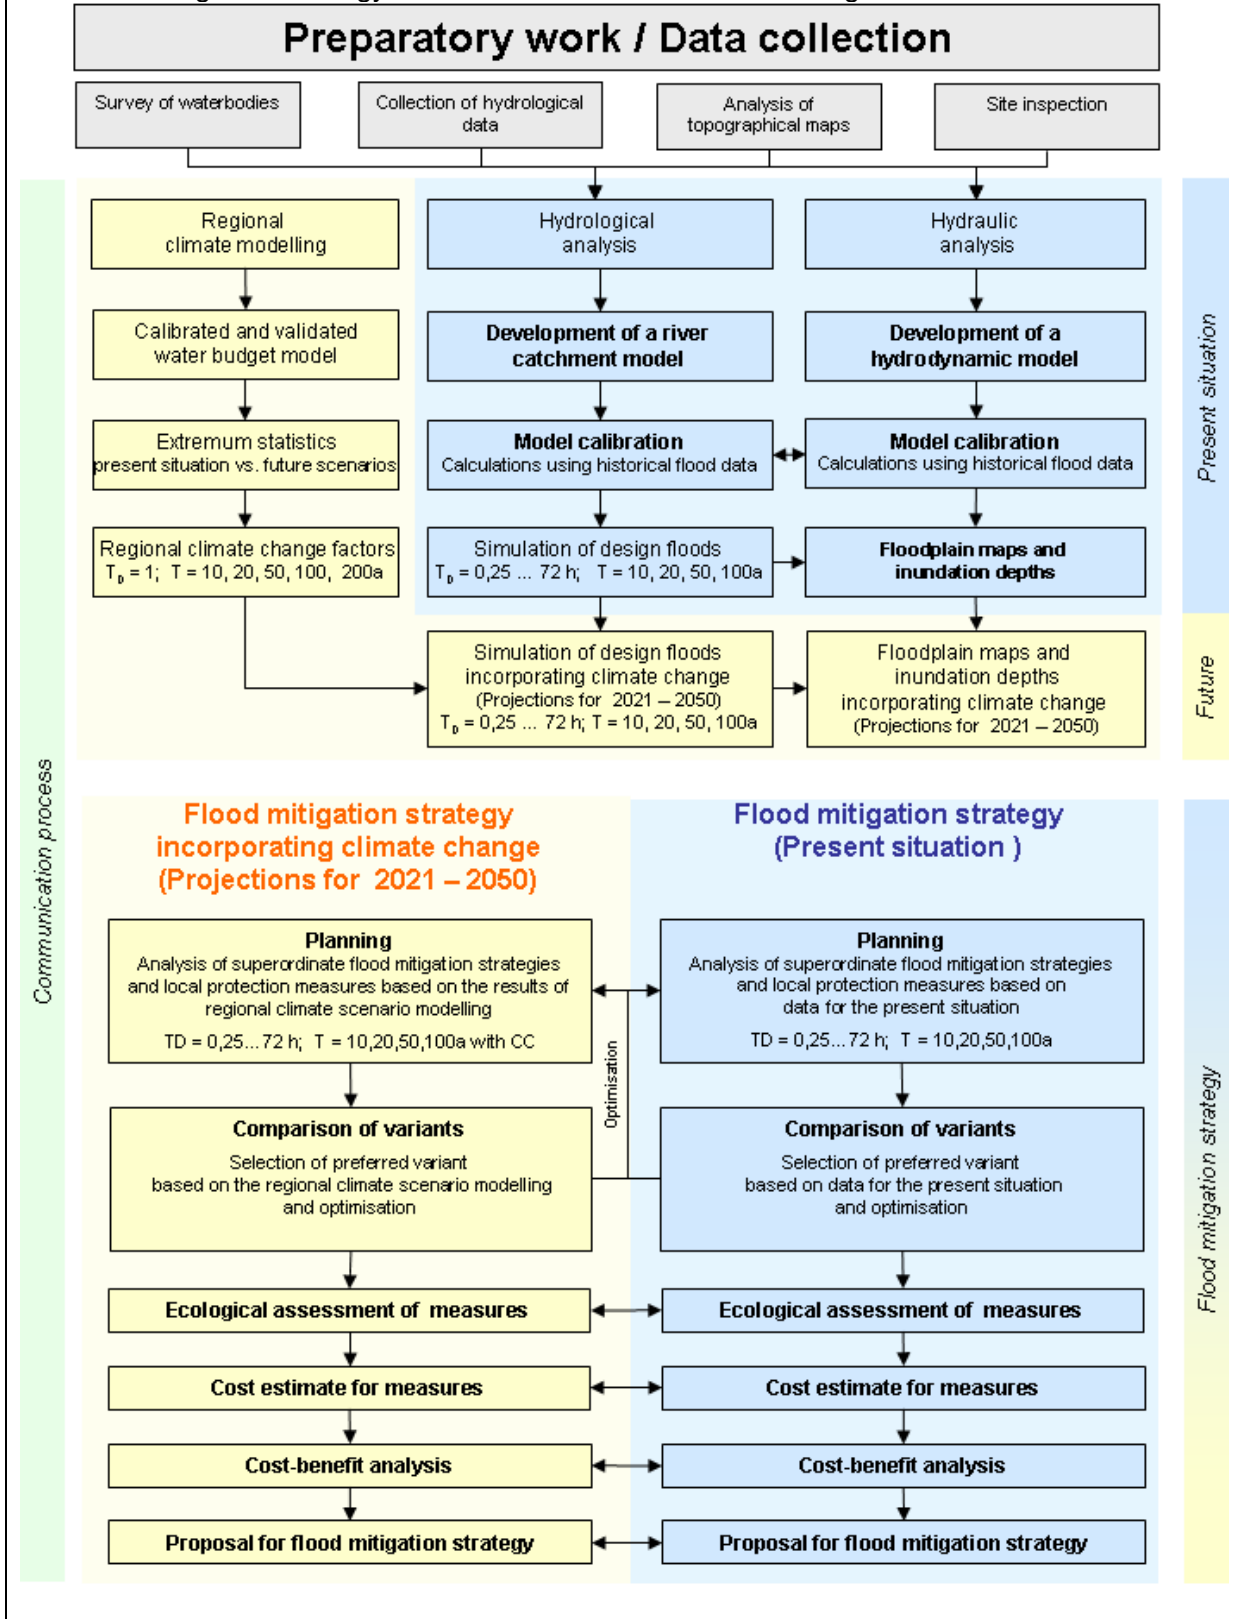 Preparatory work / Data collection
Survey of waterbodies
Collection of hydrological
data
Analysis of
topographical maps
Site inspection
Regional
climate modelling
Hydrological
analysis
Hydraulic
analysis
Calibrated and validated
water budget model
Development of a river
catchment model
Development of a
hydrodynamic model
Extremum statistics
present situation vs. future scenarios
Model calibration
Calculations using historical flood data
Model calibration
Calculations using historical flood data
Regional climate change factors
T_D = 1; T = 10, 20, 50, 100, 200a
Simulation of design floods
T_D = 0,25 ... 72 h; T = 10, 20, 50, 100a
Floodplain maps and
inundation depths
Simulation of design floods
incorporating climate change
(Projections for 2021 – 2050)
T_D = 0,25 ... 72 h; T = 10, 20, 50, 100a
Floodplain maps and
inundation depths
incorporating climate change
(Projections for 2021 – 2050)
Present situation
Future
Communication process
Flood mitigation strategy
incorporating climate change
(Projections for 2021 – 2050)
Flood mitigation strategy
(Present situation )
Planning
Analysis of superordinate flood mitigation strategies
and local protection measures based on the results of
regional climate scenario modelling
TD = 0,25... 72 h; T = 10,20,50,100a with CC
Planning
Analysis of superordinate flood mitigation strategies
and local protection measures based on
data for the present situation
TD = 0,25... 72 h; T = 10,20,50,100a
Optimisation
Comparison of variants
Selection of preferred variant
based on the regional climate scenario modelling
and optimisation
Comparison of variants
Selection of preferred variant
based on data for the present situation
and optimisation
Ecological assessment of measures
Ecological assessment of measures
Cost estimate for measures
Cost estimate for measures
Cost-benefit analysis
Cost-benefit analysis
Proposal for flood mitigation strategy
Proposal for flood mitigation strategy
Flood mitigation strategy